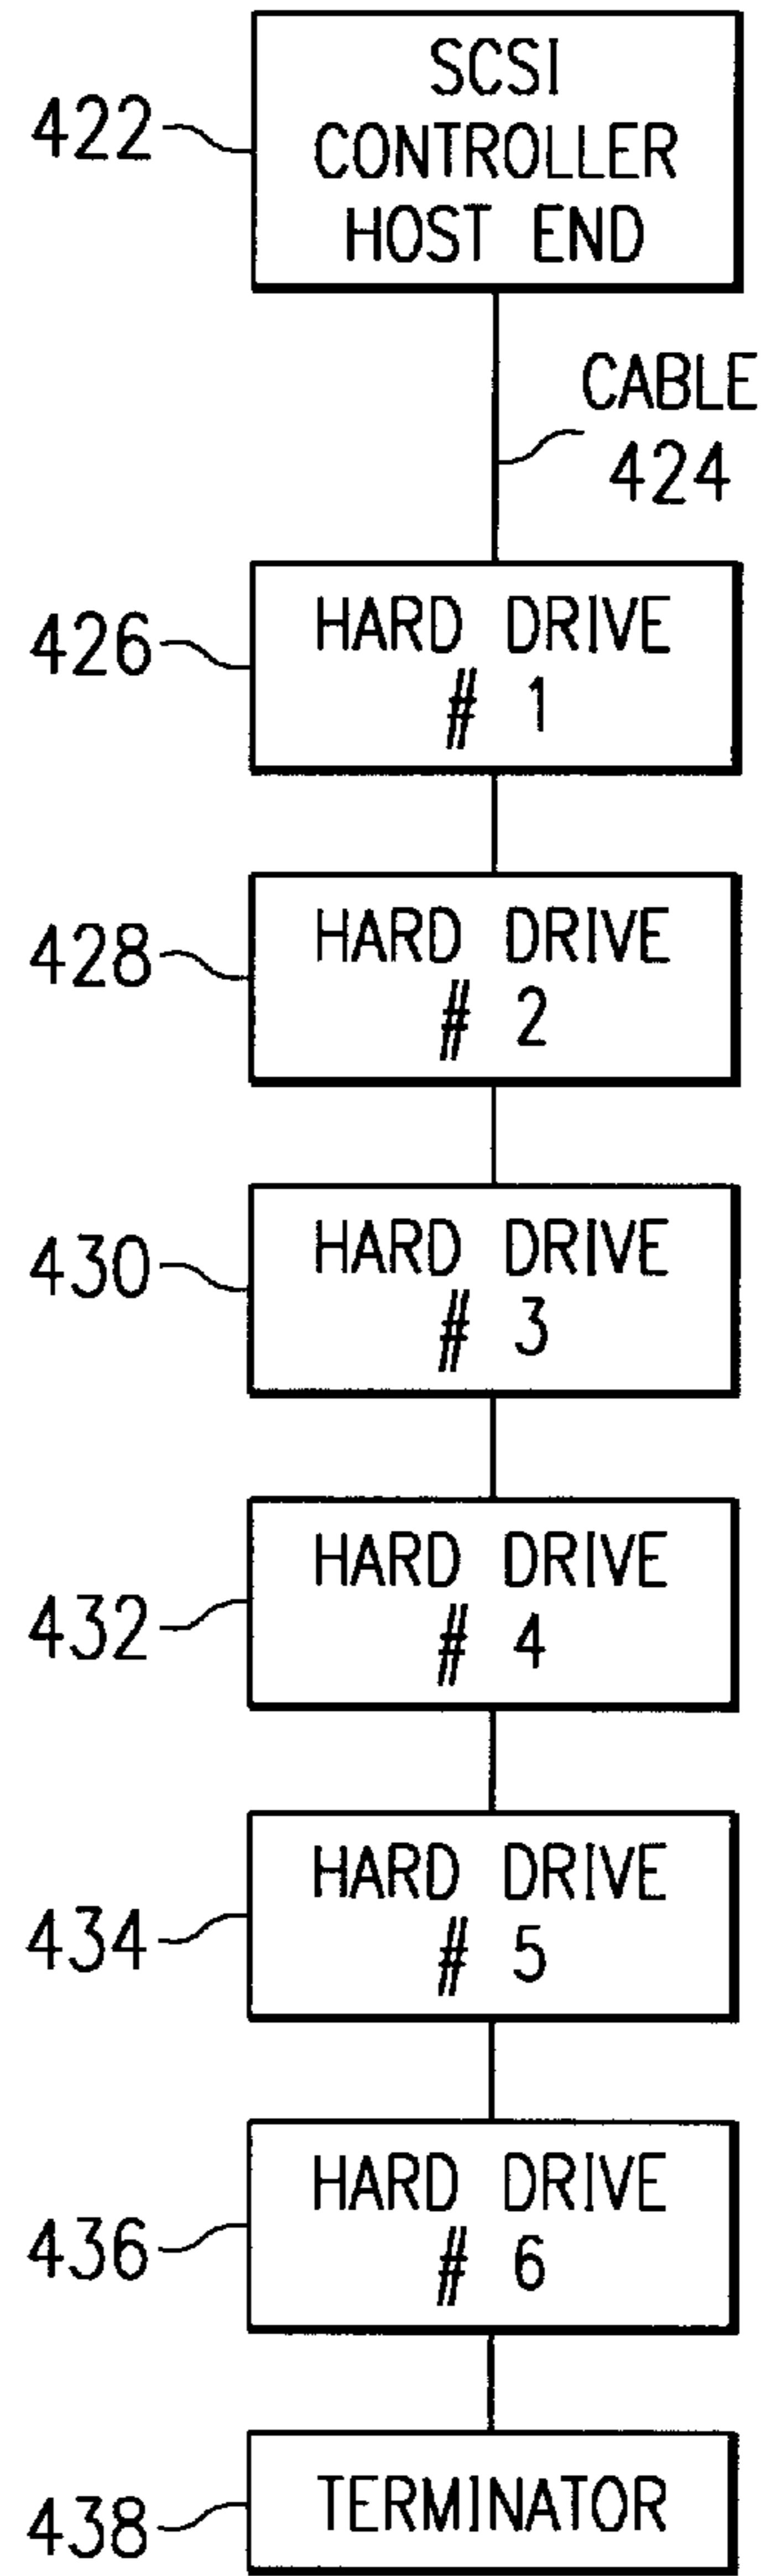 422
SCSI
CONTROLLER
HOST END
CABLE
424
426
HARD DRIVE
# 1
428
HARD DRIVE
# 2
430
HARD DRIVE
# 3
432
HARD DRIVE
# 4
434
HARD DRIVE
# 5
436
HARD DRIVE
# 6
438
TERMINATOR